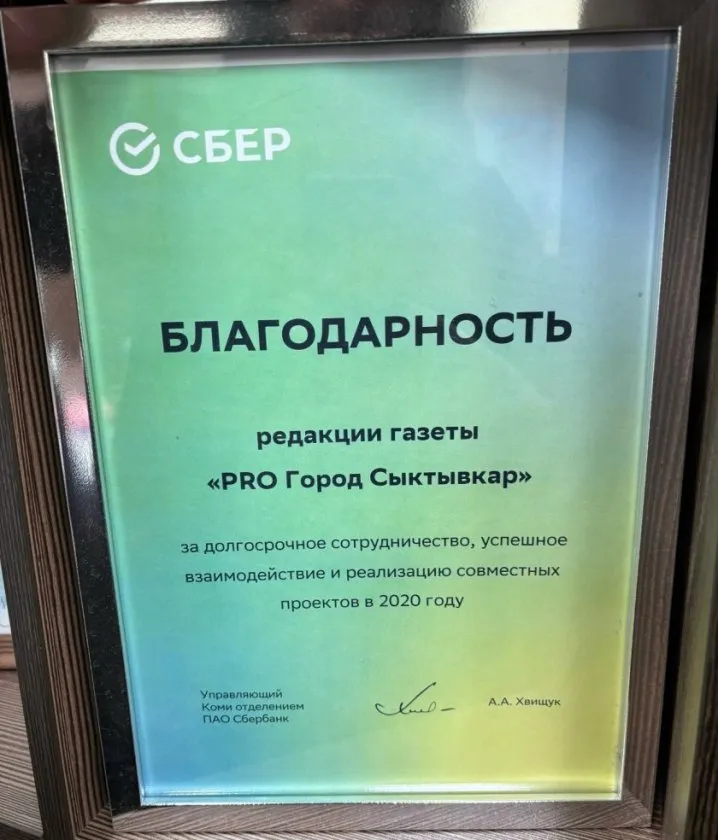 СБЕР
БЛАГОДАРНОСТЬ
редакции газеты
«PRO Город Сыктывкар»
за долгосрочное сотрудничество, успешное
взаимодействие и реализацию совместных
проектов в 2020 году
Управляющий
Коми отделением
ПАО Сбербанк
А.А. Хвищук